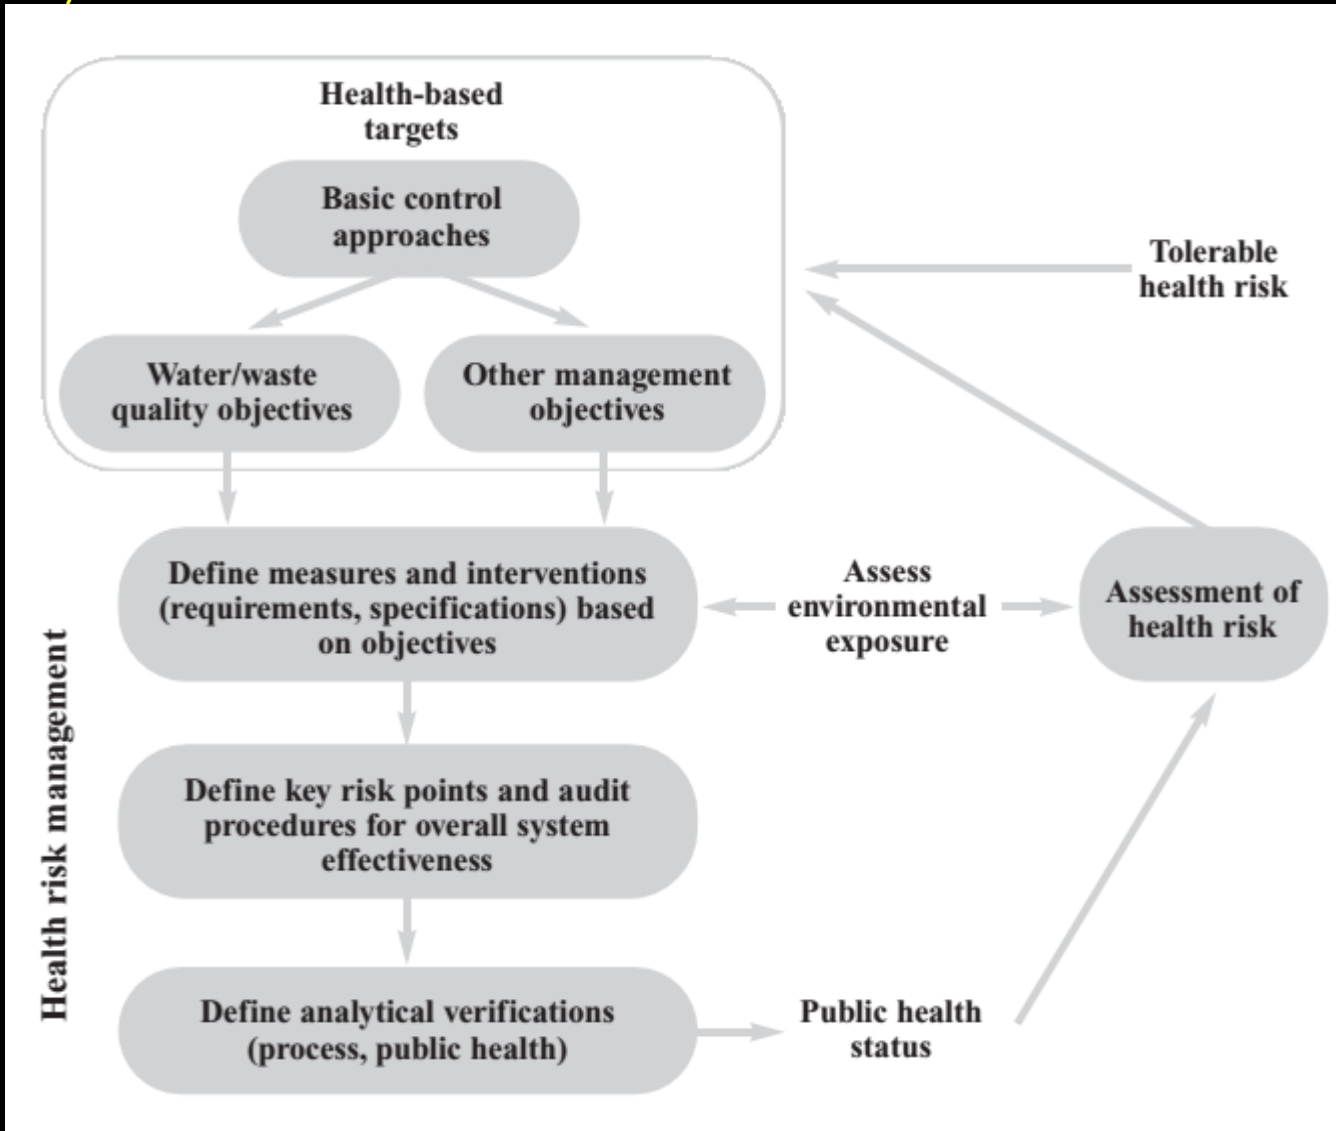 Health-based
targets
Basic control
approaches
Tolerable
health risk
Water/waste
quality objectives
Other management
objectives
Define measures and interventions
(requirements, specifications) based
on objectives
Assess
environmental
exposure
Assessment of
health risk
Health risk management
Define key risk points and audit
procedures for overall system
effectiveness
Define analytical verifications
(process, public health)
Public health
status